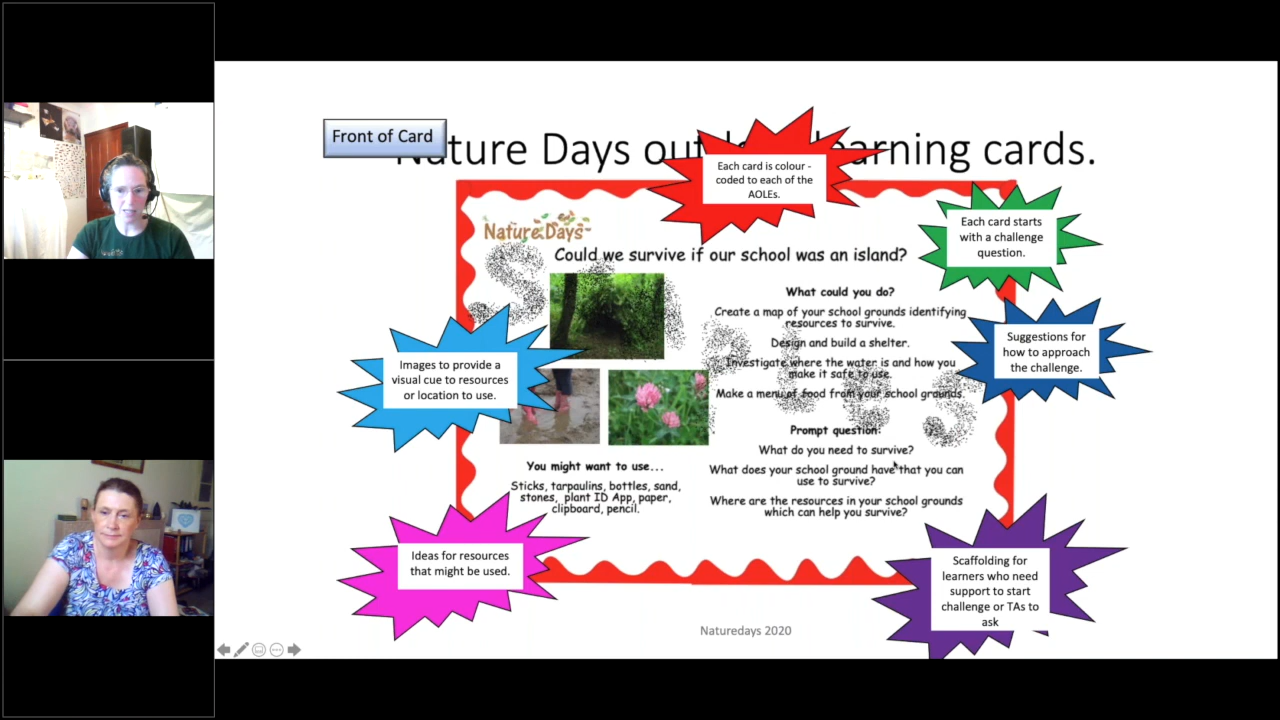 Front of Card
Nature Days outdoor learning cards.
Each card is colour -
coded to each of the
AOLEs.
Each card starts
with a challenge
question.
Nature Days
Could we survive if our school was an island?
What could you do?
Create a map of your school grounds identifying
resources to survive.
Design and build a shelter.
Investigate where the water is and how you
make it safe to use.
Make a menu of food from your school grounds.
Suggestions for
how to approach
the challenge.
Images to provide a
visual cue to resources
or location to use.
Prompt question:
What do you need to survive?
What does your school ground have that you can
use to survive?
Where are the resources in your school grounds
which can help you survive?
You might want to use...
Sticks, tarpaulins, bottles, sand,
stones, plant ID App, paper,
clipboard, pencil.
Ideas for resources
that might be used.
Scaffolding for
learners who need
support to start
challenge or TAs to
ask
Naturedays 2020